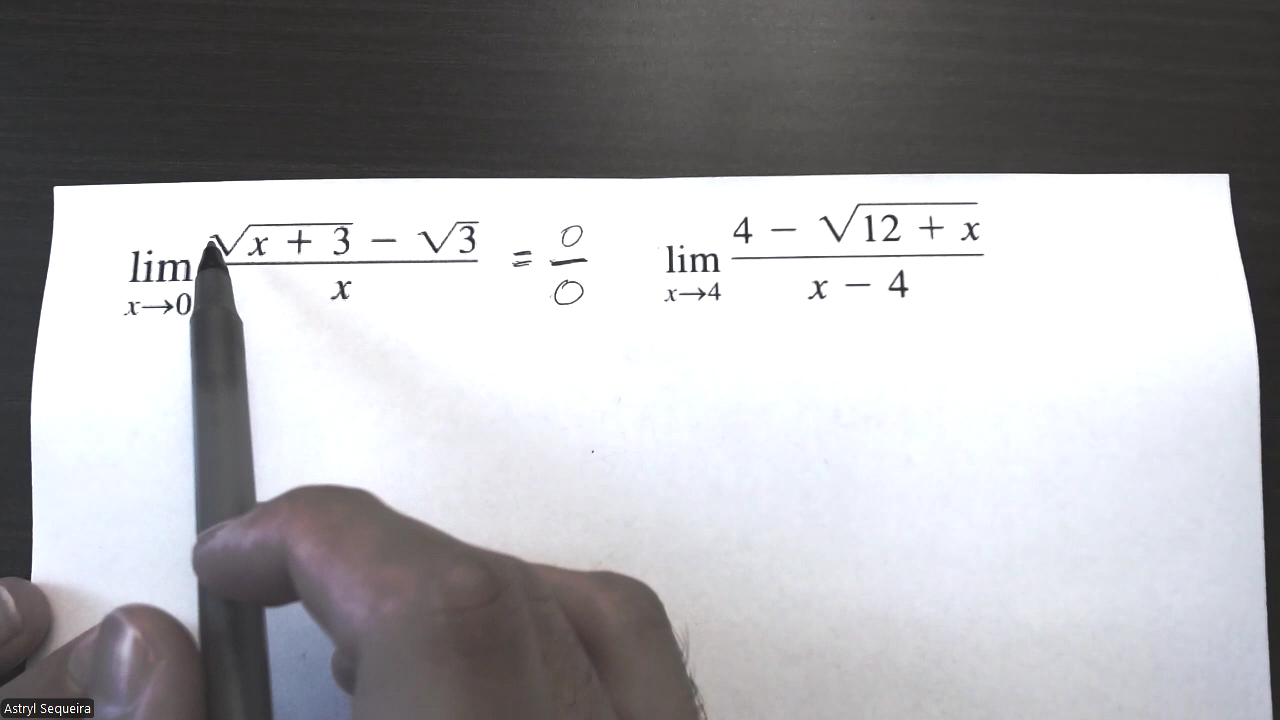 lim x→0 √x + 3 − √3 / x = 0 / 0
lim x→4 4 − √12 + x / x − 4
Astryl Sequeira